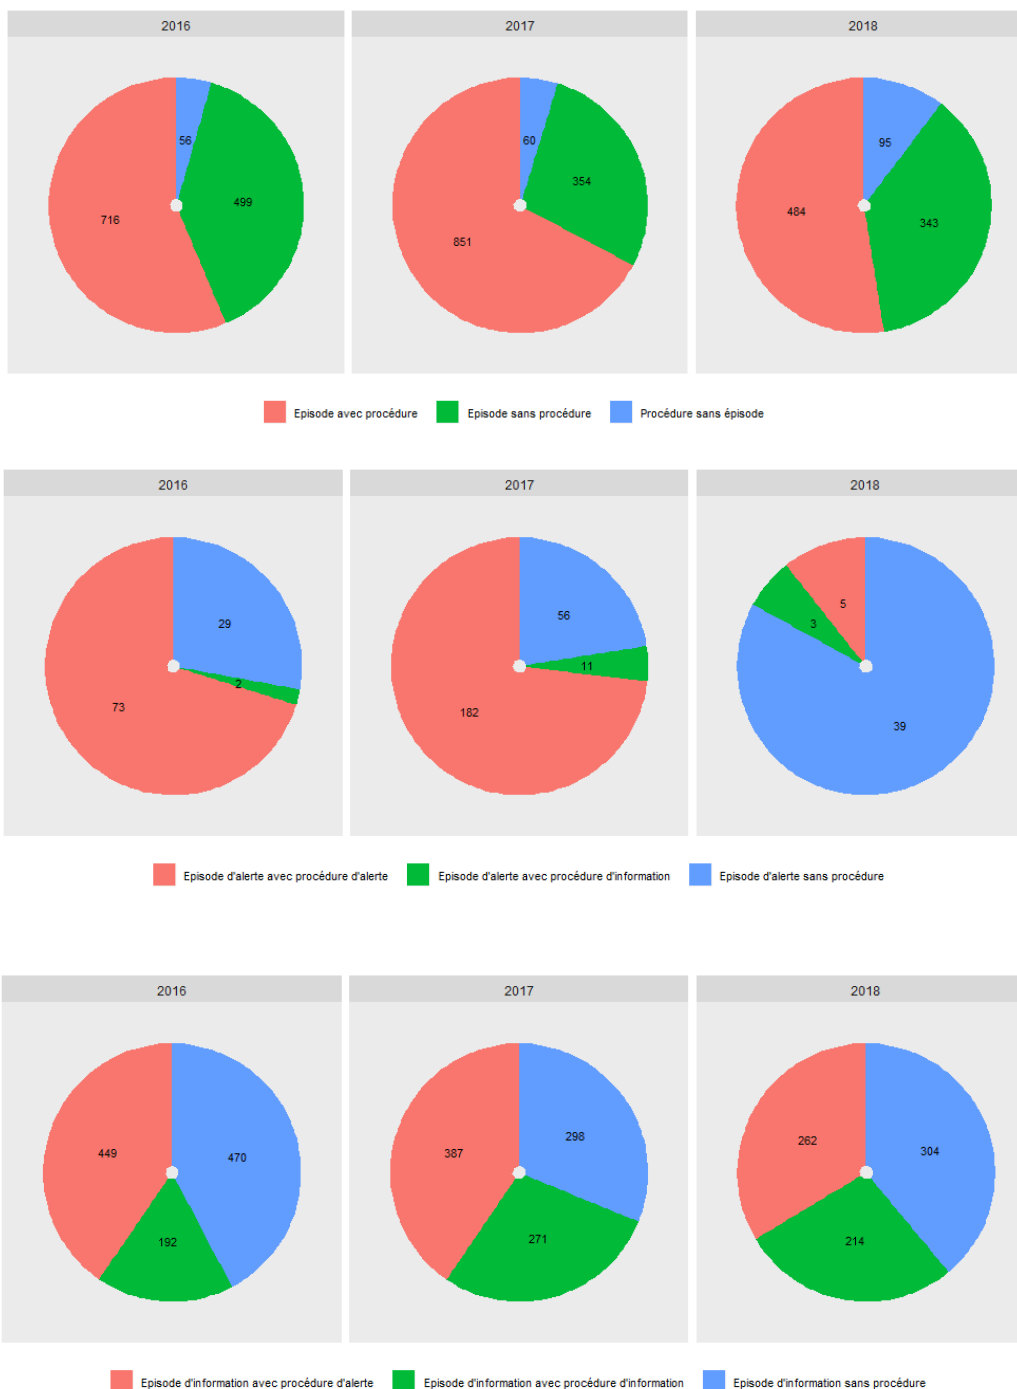 2016 2017 2018
56 60 95
354
499
484 343
716
851
Episode avec procédure Episode sans procédure Procédure sans épisode
2016 2017 2018
5
56
29 3
11
2
73 182
39
Episode d'alerte avec procédure d'alerte Episode d'alerte avec procédure d'information Episode d'alerte sans procédure
2016 2017 2018
298
262
449 470 387 304
192 271 214
Episode d'information avec procédure d'alerte Episode d'information avec procédure d'information Episode d'information sans procédure